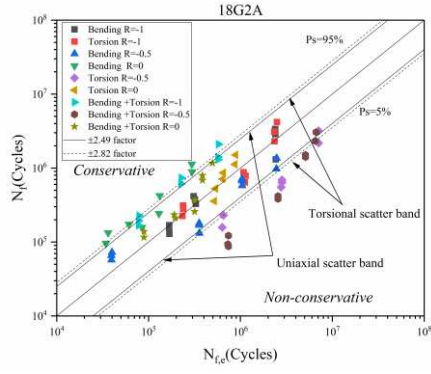 18G2A
10^8
10^7
10^6
10^5
10^4
N_f(Cycles)
Bending R=-1
Torsion R=-1
Bending R=-0.5
Bending R=0
Torsion R=-0.5
Torsion R=0
Bending +Torsion R=-1
Bending +Torsion R=-0.5
Bending +Torsion R=0
±2.49 factor
±2.82 factor
Ps=95%
Ps=5%
Conservative
Torsional scatter band
Uniaxial scatter band
Non-conservative
10^4
10^5
10^6
10^7
10^8
N_f,e(Cycles)